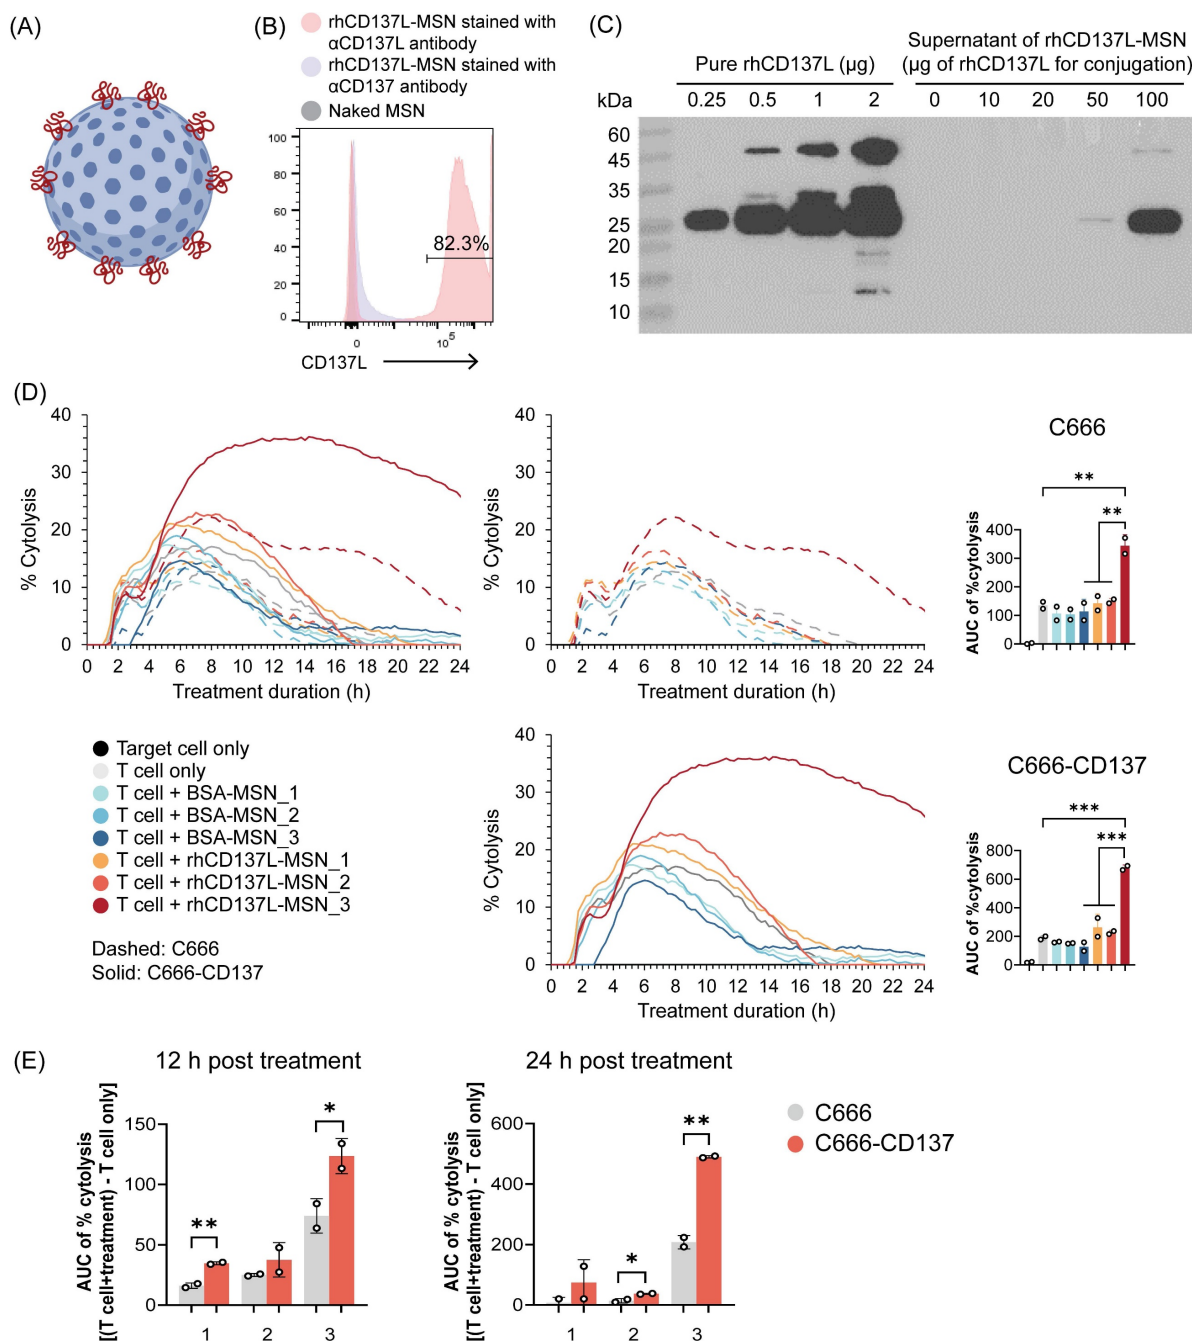 (A)
(B)
rhCD137L-MSN stained with
αCD137L antibody
rhCD137L-MSN stained with
αCD137 antibody
Naked MSN
100
80
60
40
20
0
82.3%
0
10⁵
CD137L
(C)
Pure rhCD137L (μg)
Supernatant of rhCD137L-MSN
(μg of rhCD137L for conjugation)
kDa
0.25 0.5 1 2 0 10 20 50 100
60
45
35
25
20
15
10
(D)
% Cytolysis
40
30
20
10
0
0 2 4 6 8 10 12 14 16 18 20 22 24
Treatment duration (h)
% Cytolysis
40
30
20
10
0
0 2 4 6 8 10 12 14 16 18 20 22 24
Treatment duration (h)
C666
**
**
AUC of %cytolysis
400
300
200
100
0
Target cell only
T cell only
T cell + BSA-MSN_1
T cell + BSA-MSN_2
T cell + BSA-MSN_3
T cell + rhCD137L-MSN_1
T cell + rhCD137L-MSN_2
T cell + rhCD137L-MSN_3
Dashed: C666
Solid: C666-CD137
% Cytolysis
40
30
20
10
0
0 2 4 6 8 10 12 14 16 18 20 22 24
Treatment duration (h)
C666-CD137
***
***
AUC of %cytolysis
800
600
400
200
0
(E)
12 h post treatment
AUC of % cytolysis
[(T cell+treatment) - T cell only]
150
100
50
0
**
*
1 2 3
24 h post treatment
AUC of % cytolysis
[(T cell+treatment) - T cell only]
600
400
200
0
*
**
1 2 3
C666
C666-CD137